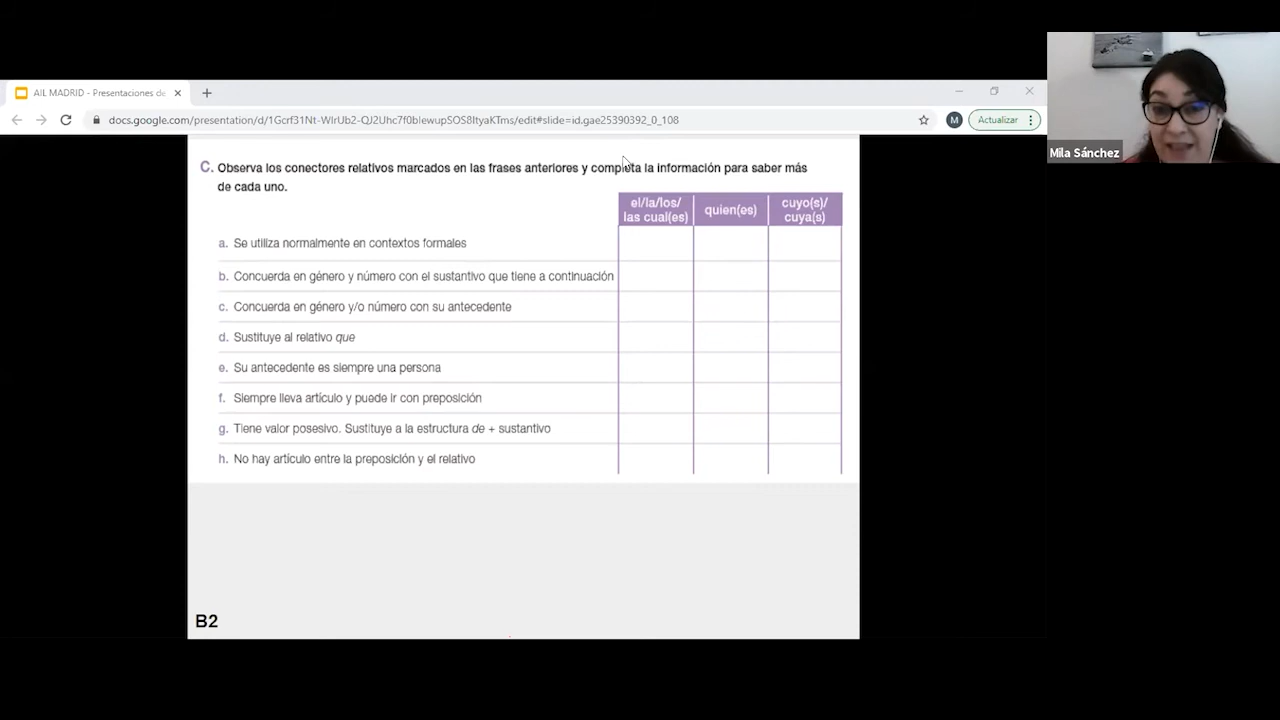 AIL MADRID - Presentaciones de
docs.google.com/presentation/d/1Gcrf31Nt-WIrUb2-QJ2Uhc7f0blewupSOS8ItyaKTms/edit#slide=id.gae25390392_0_108
M
Actualizar
Mila Sánchez
C. Observa los conectores relativos marcados en las frases anteriores y completa la información para saber más
de cada uno.
el/la/los/
las cual(es)
quien(es)
cuyo(s)/
cuya(s)
a. Se utiliza normalmente en contextos formales
b. Concuerda en género y número con el sustantivo que tiene a continuación
c. Concuerda en género y/o número con su antecedente
d. Sustituye al relativo que
e. Su antecedente es siempre una persona
f. Siempre lleva artículo y puede ir con preposición
g. Tiene valor posesivo. Sustituye a la estructura de + sustantivo
h. No hay artículo entre la preposición y el relativo
B2